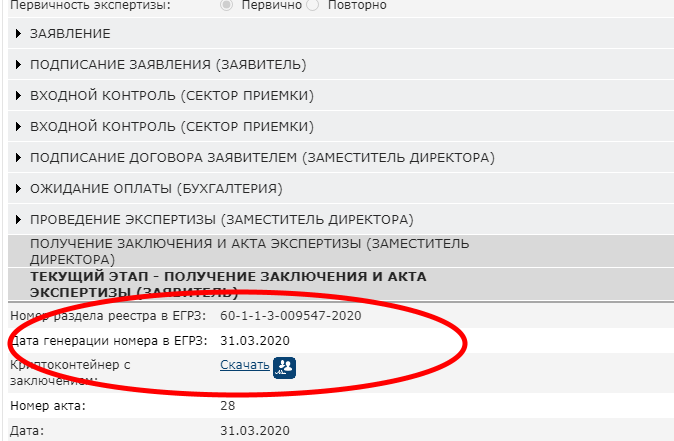 Первичность экспертизы: Первично Повторно
ЗАЯВЛЕНИЕ
ПОДПИСАНИЕ ЗАЯВЛЕНИЯ (ЗАЯВИТЕЛЬ)
ВХОДНОЙ КОНТРОЛЬ (СЕКТОР ПРИЕМКИ)
ВХОДНОЙ КОНТРОЛЬ (СЕКТОР ПРИЕМКИ)
ПОДПИСАНИЕ ДОГОВОРА ЗАЯВИТЕЛЕМ (ЗАМЕСТИТЕЛЬ ДИРЕКТОРА)
ОЖИДАНИЕ ОПЛАТЫ (БУХГАЛТЕРИЯ)
ПРОВЕДЕНИЕ ЭКСПЕРТИЗЫ (ЗАМЕСТИТЕЛЬ ДИРЕКТОРА)
ПОЛУЧЕНИЕ ЗАКЛЮЧЕНИЯ И АКТА ЭКСПЕРТИЗЫ (ЗАМЕСТИТЕЛЬ
ДИРЕКТОРА)
ТЕКУЩИЙ ЭТАП - ПОЛУЧЕНИЕ ЗАКЛЮЧЕНИЯ И АКТА
ЭКСПЕРТИЗЫ (ЗАЯВИТЕЛЬ)
Номер раздела реестра в ЕГРЗ: 60-1-1-3-009547-2020
Дата генерации номера в ЕГРЗ: 31.03.2020
Криптоконтейнер с Скачать
заключением:
Номер акта: 28
Дата: 31.03.2020